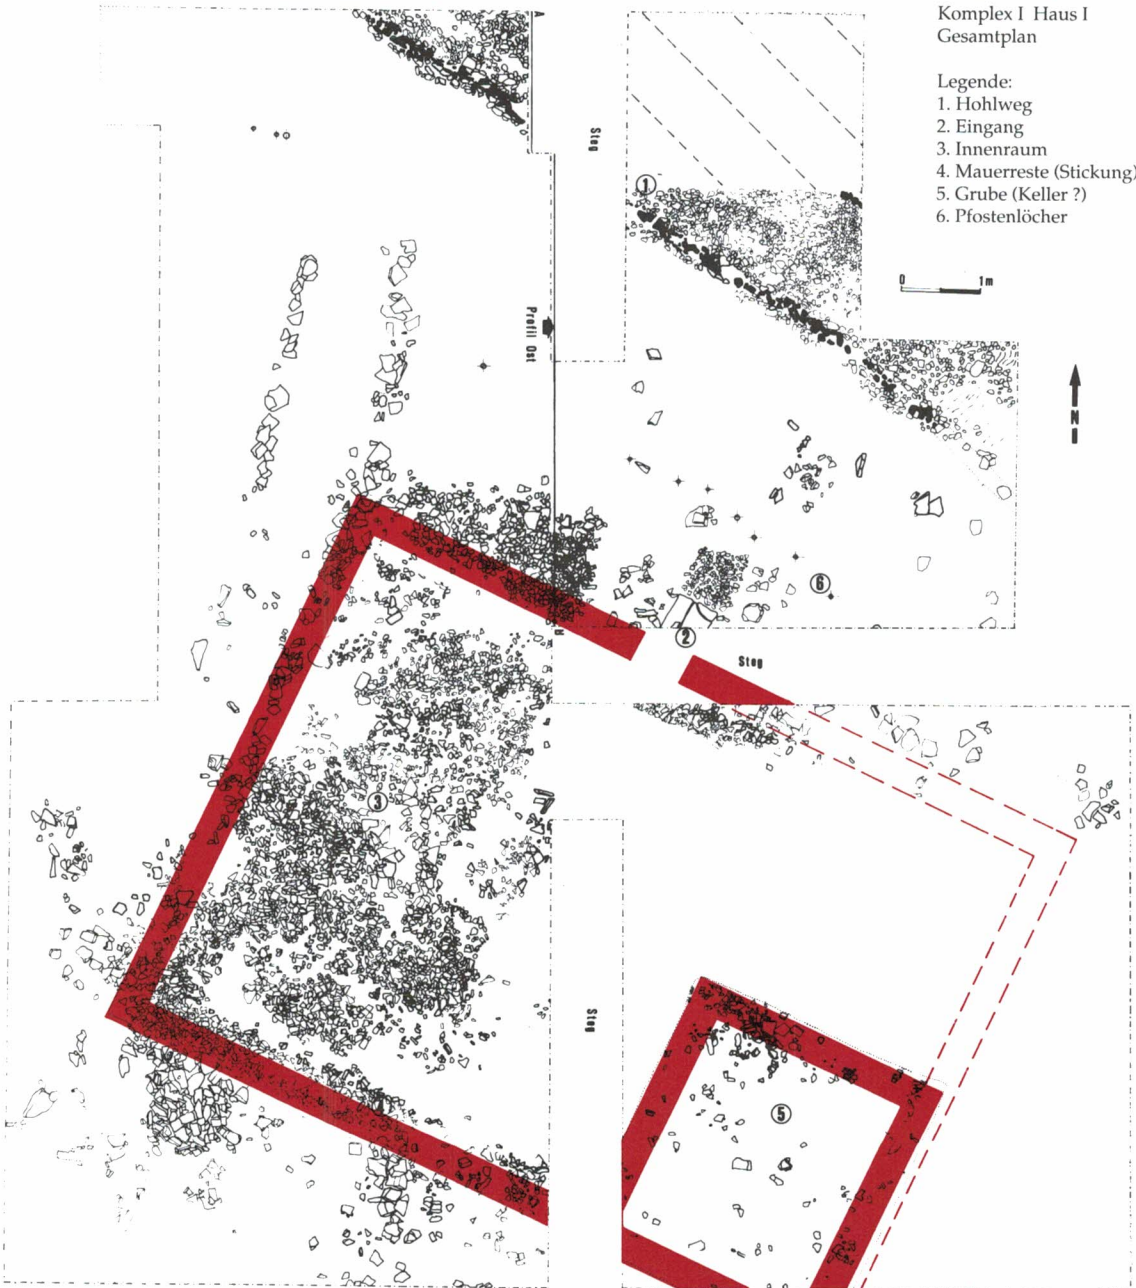 Komplex I Haus I
Gesamtplan
Legende:
1. Hohlweg
2. Eingang
3. Innenraum
4. Mauerreste (Stickung)
5. Grube (Keller ?)
6. Pfostenlöcher
0 1m
N
A
Steg
1
Profil Ost
6
2
Steg
3
Steg
4
5